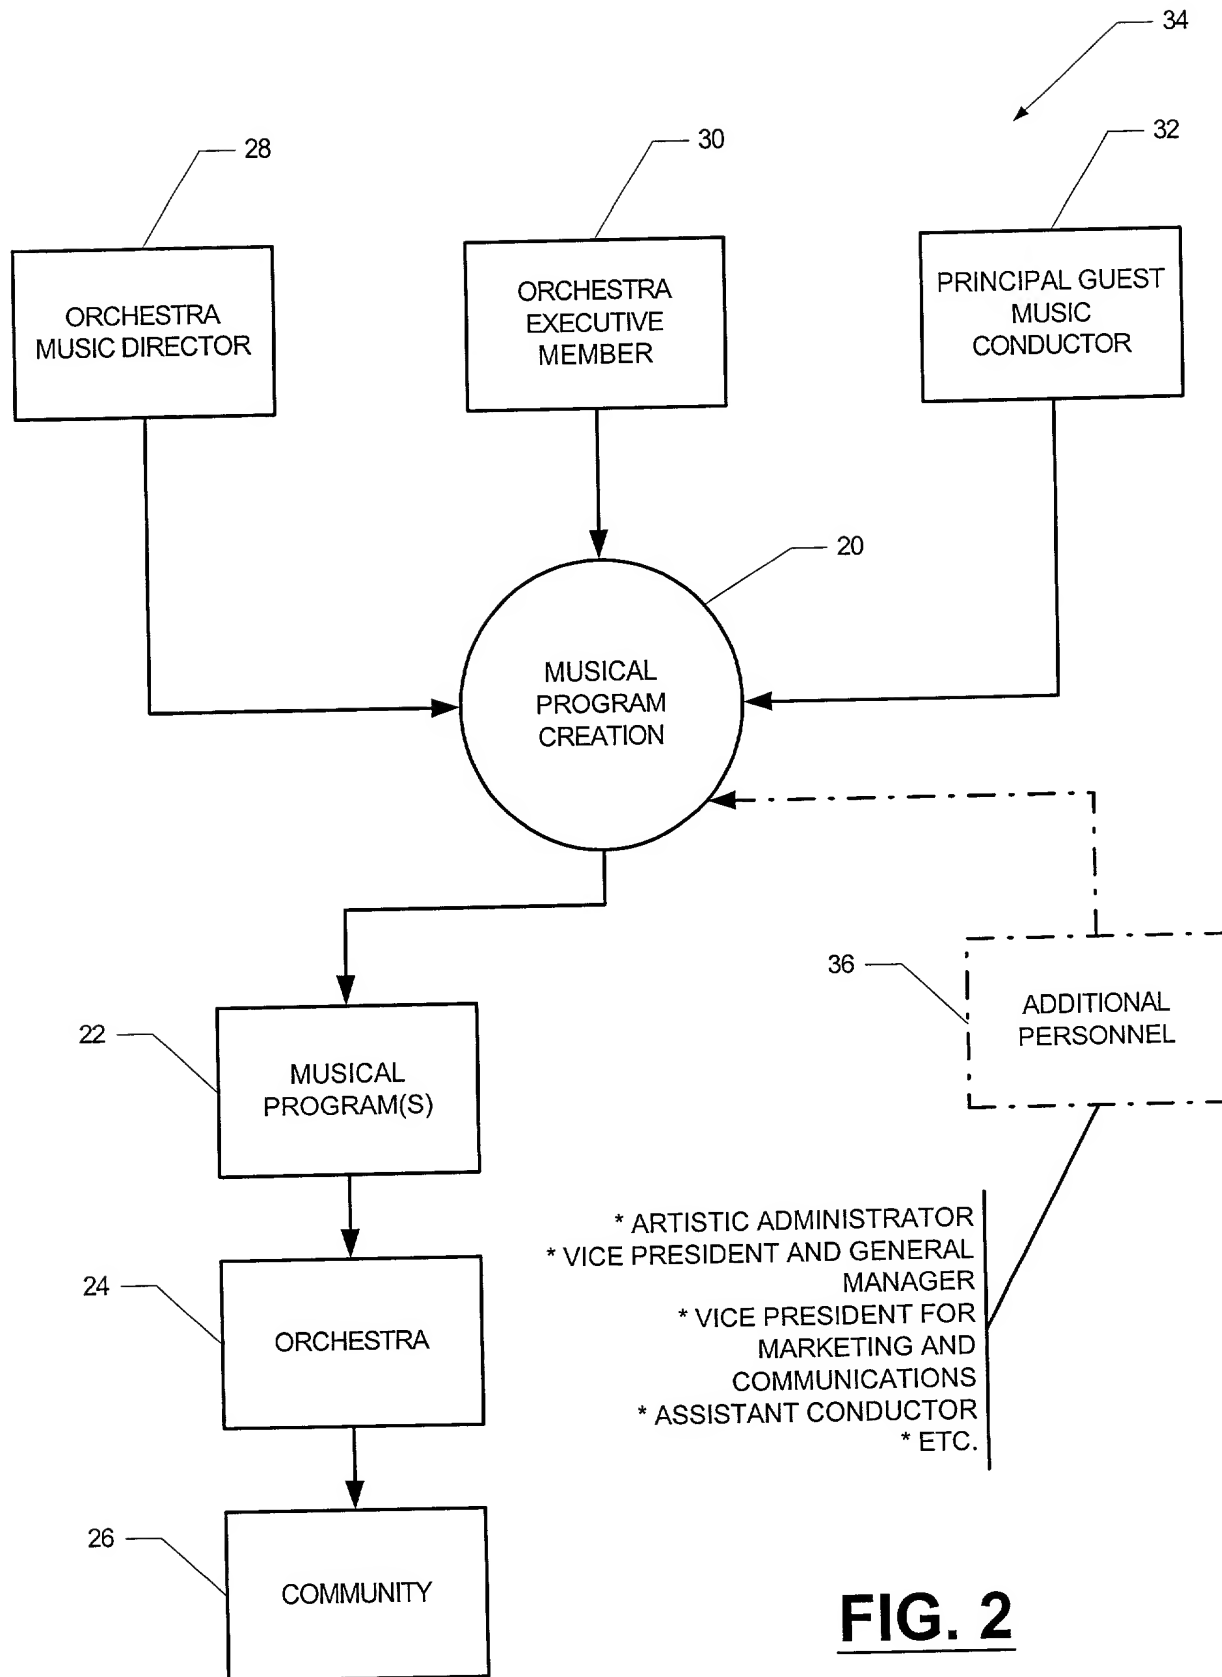 34
28
30
32
ORCHESTRA
MUSIC DIRECTOR
ORCHESTRA
EXECUTIVE
MEMBER
PRINCIPAL GUEST
MUSIC
CONDUCTOR
20
MUSICAL
PROGRAM
CREATION
36
ADDITIONAL
PERSONNEL
22
MUSICAL
PROGRAM(S)
* ARTISTIC ADMINISTRATOR
* VICE PRESIDENT AND GENERAL
MANAGER
* VICE PRESIDENT FOR
MARKETING AND
COMMUNICATIONS
* ASSISTANT CONDUCTOR
* ETC.
24
ORCHESTRA
26
COMMUNITY
FIG. 2